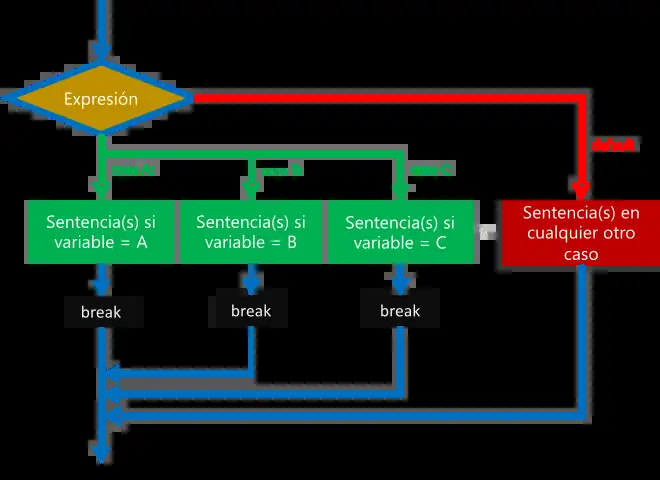 Expresión
default
case A:
case B:
case C:
Sentencia(s) si
variable = A
Sentencia(s) si
variable = B
Sentencia(s) si
variable = C
Sentencia(s) en
cualquier otro
caso
break
break
break